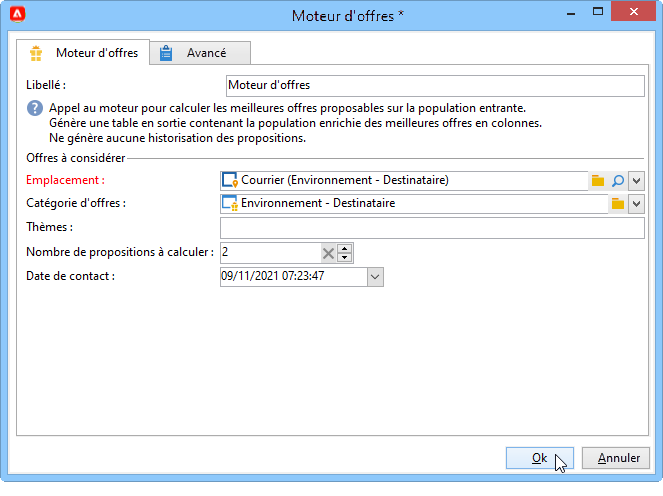 Moteur d'offres *
Moteur d'offres
Avancé
Libellé :
Moteur d'offres
Appel au moteur pour calculer les meilleures offres proposables sur la population entrante.
Génère une table en sortie contenant la population enrichie des meilleures offres en colonnes.
Ne génère aucune historisation des propositions.
Offres à considérer
Emplacement :
Courrier (Environnement - Destinataire)
Catégorie d'offres :
Environnement - Destinataire
Thèmes :
Nombre de propositions à calculer :
2
Date de contact :
09/11/2021 07:23:47
Ok
Annuler